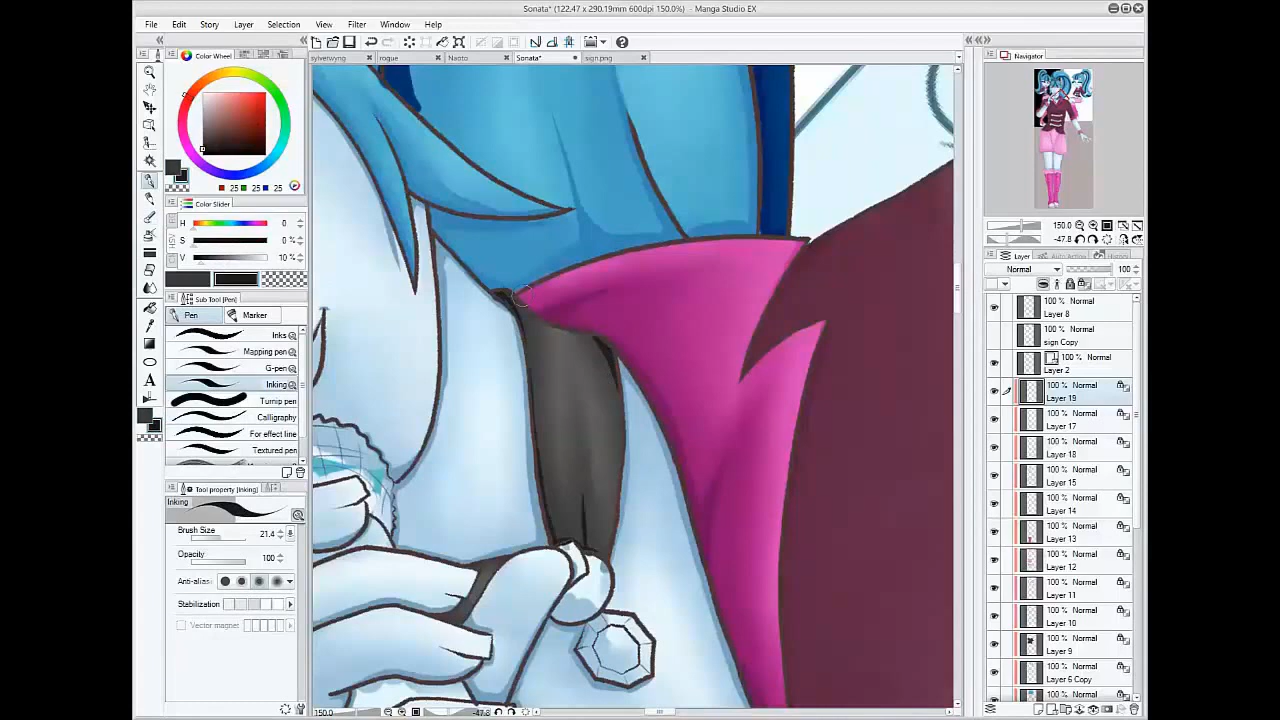 Sonata* (122.47 x 290.19mm 600dpi 150.0%) - Manga Studio EX
File Edit Story Layer Selection View Filter Window Help
sylvetwyng rogue Naoto Sonata* sign.png
Color Wheel
25 25 25
Color Slider
H 0
S 0 %
V 10 %
Sub Tool [Pen]
Pen Marker
Inks
Mapping pen
G-pen
Inking
Turnip pen
Calligraphy
For effect line
Textured pen
Tool property [Inking]
Inking
Brush Size 21.4
Opacity 100
Anti-alias
Stabilization
Vector magnet
150.0 -47.8
Navigator
150.0
-47.8
Layer Auto Action History
Normal 100
100 % Normal
Layer 8
100 % Normal
sign Copy
100 % Normal
Layer 2
100 % Normal
Layer 19
100 % Normal
Layer 17
100 % Normal
Layer 18
100 % Normal
Layer 15
100 % Normal
Layer 14
100 % Normal
Layer 13
100 % Normal
Layer 12
100 % Normal
Layer 11
100 % Normal
Layer 10
100 % Normal
Layer 9
100 % Normal
Layer 6 Copy
100 % Normal